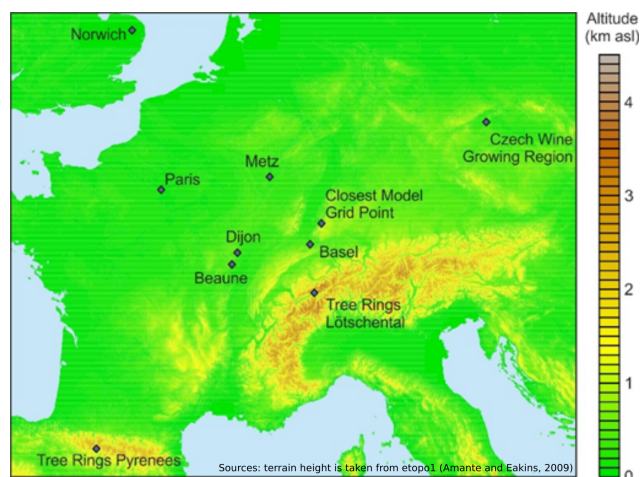 Altitude
(km asl)
Norwich
4
Czech Wine
Growing Region
Metz
Paris
3
Closest Model
Grid Point
Dijon
Basel
Beaune
2
Tree Rings
Lötschental
1
Tree Rings Pyrenees
Sources: terrain height is taken from etopo1 (Amante and Eakins, 2009)
0